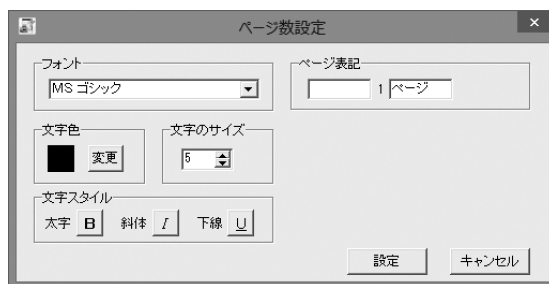 ページ数設定
フォント
MS ゴシック
ページ表記
1 ページ
文字色
変更
文字のサイズ
5
文字スタイル
太字 B 斜体 I 下線 U
設定 キャンセル